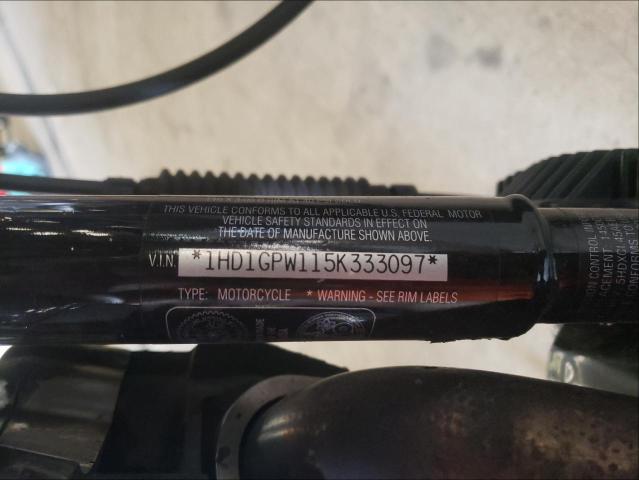 THIS VEHICLE CONFORMS TO ALL APPLICABLE U.S. FEDERAL MOTOR
VEHICLE SAFETY STANDARDS IN EFFECT ON
THE DATE OF MANUFACTURE SHOWN ABOVE.
V.I.N. *1HD1GPW115K333097*
TYPE: MOTORCYCLE * WARNING - SEE RIM LABELS